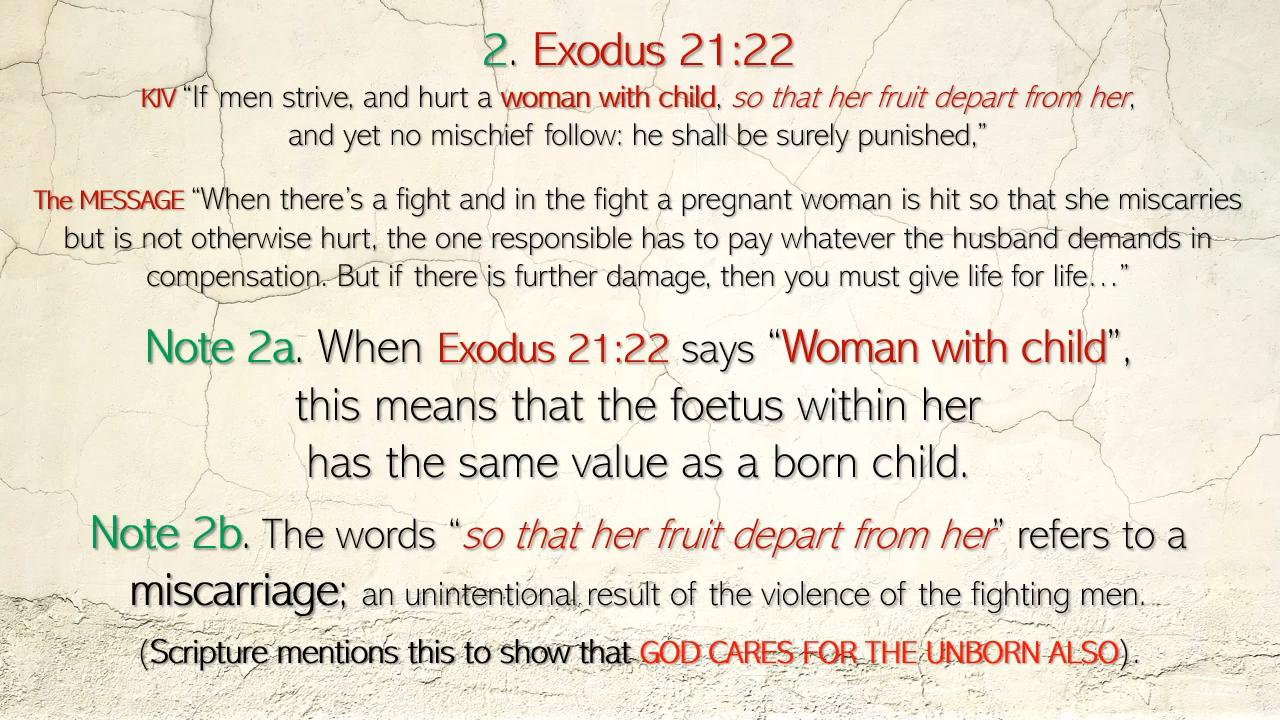 2. Exodus 21:22
KJV “If men strive, and hurt a woman with child, so that her fruit depart from her,
and yet no mischief follow: he shall be surely punished,”
The MESSAGE “When there’s a fight and in the fight a pregnant woman is hit so that she miscarries
but is not otherwise hurt, the one responsible has to pay whatever the husband demands in
compensation. But if there is further damage, then you must give life for life…”
Note 2a. When Exodus 21:22 says “Woman with child”,
this means that the foetus within her
has the same value as a born child.
Note 2b. The words “so that her fruit depart from her” refers to a
miscarriage; an unintentional result of the violence of the fighting men.
(Scripture mentions this to show that GOD CARES FOR THE UNBORN ALSO).